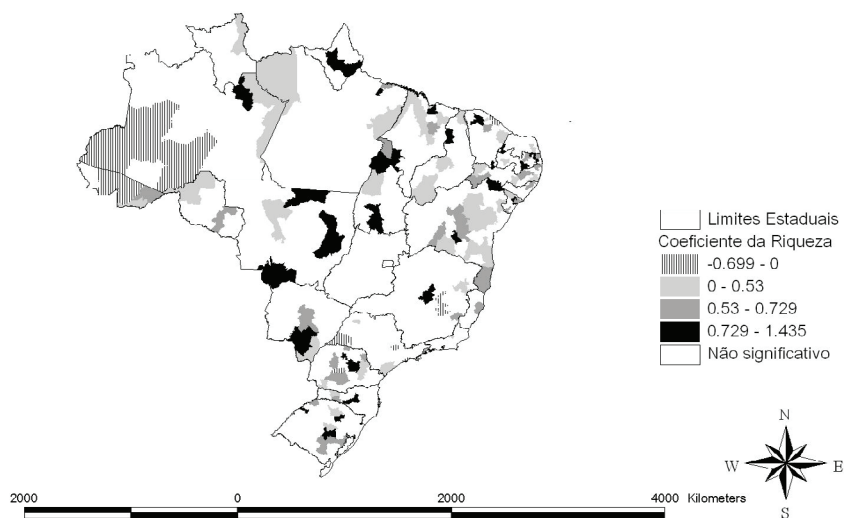 Limites Estaduais
Coeficiente da Riqueza
-0.699 - 0
0 - 0.53
0.53 - 0.729
0.729 - 1.435
Não significativo
N
W E
S
2000 0 2000 4000 Kilometers